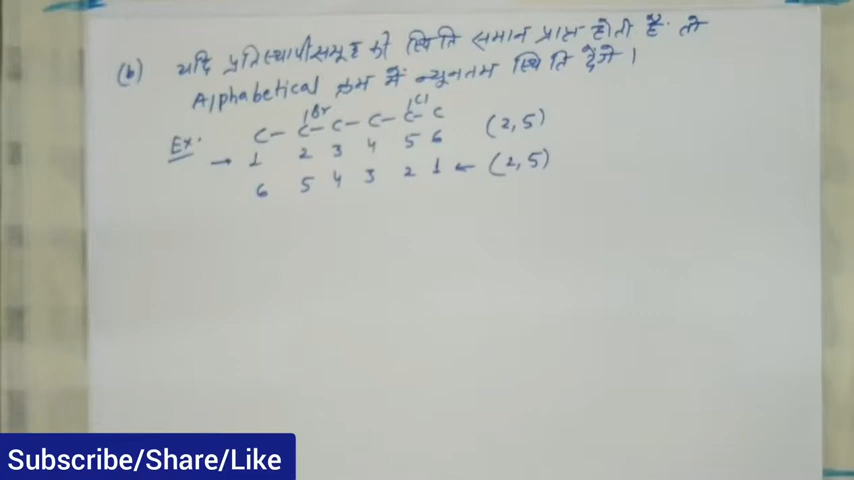 (b) यदि प्रतिस्थापी समूह की स्थिति समान प्राप्त होती है तो
Alphabetical क्रम में न्यूनतम स्थिति देंगे।
Br Cl
Ex. C - C - C - C - C - C (2,5)
→ 1 2 3 4 5 6
6 5 4 3 2 1 ← (2,5)
Subscribe/Share/Like